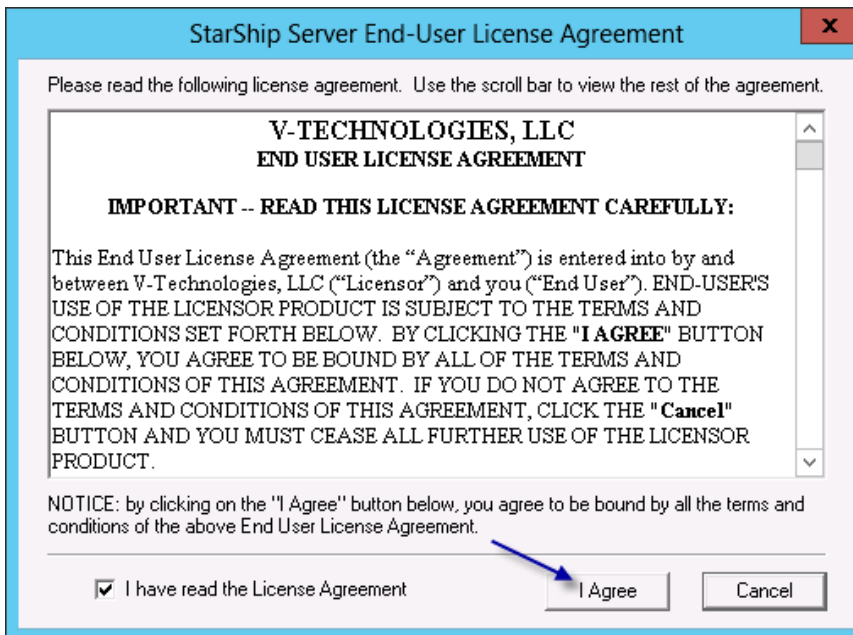 StarShip Server End-User License Agreement
x
Please read the following license agreement. Use the scroll bar to view the rest of the agreement.
V-TECHNOLOGIES, LLC
END USER LICENSE AGREEMENT
IMPORTANT -- READ THIS LICENSE AGREEMENT CAREFULLY:
This End User License Agreement (the “Agreement”) is entered into by and
between V-Technologies, LLC (“Licensor”) and you (“End User”). END-USER'S
USE OF THE LICENSOR PRODUCT IS SUBJECT TO THE TERMS AND
CONDITIONS SET FORTH BELOW. BY CLICKING THE "I AGREE" BUTTON
BELOW, YOU AGREE TO BE BOUND BY ALL OF THE TERMS AND
CONDITIONS OF THIS AGREEMENT. IF YOU DO NOT AGREE TO THE
TERMS AND CONDITIONS OF THIS AGREEMENT, CLICK THE "Cancel"
BUTTON AND YOU MUST CEASE ALL FURTHER USE OF THE LICENSOR
PRODUCT.
NOTICE: by clicking on the "I Agree" button below, you agree to be bound by all the terms and
conditions of the above End User License Agreement.
I have read the License Agreement
I Agree
Cancel